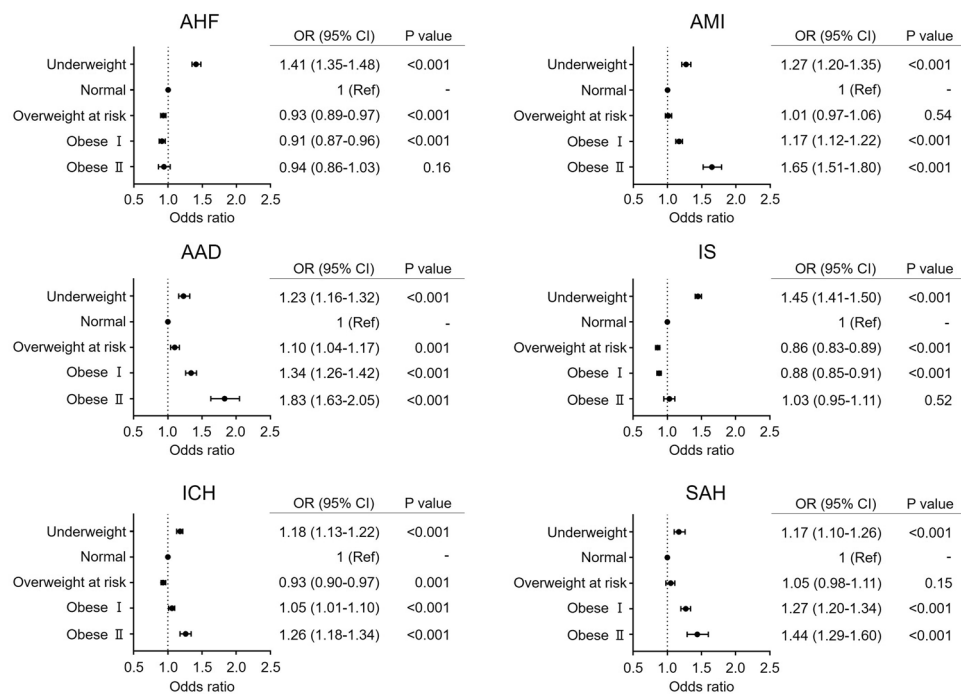 AHF
OR (95% CI) P value
Underweight 1.41 (1.35-1.48) <0.001
Normal 1 (Ref) -
Overweight at risk 0.93 (0.89-0.97) <0.001
Obese Ⅰ 0.91 (0.87-0.96) <0.001
Obese Ⅱ 0.94 (0.86-1.03) 0.16
0.5 1.0 1.5 2.0 2.5
Odds ratio
AMI
OR (95% CI) P value
Underweight 1.27 (1.20-1.35) <0.001
Normal 1 (Ref) -
Overweight at risk 1.01 (0.97-1.06) 0.54
Obese Ⅰ 1.17 (1.12-1.22) <0.001
Obese Ⅱ 1.65 (1.51-1.80) <0.001
0.5 1.0 1.5 2.0 2.5
Odds ratio
AAD
OR (95% CI) P value
Underweight 1.23 (1.16-1.32) <0.001
Normal 1 (Ref) -
Overweight at risk 1.10 (1.04-1.17) 0.001
Obese Ⅰ 1.34 (1.26-1.42) <0.001
Obese Ⅱ 1.83 (1.63-2.05) <0.001
0.5 1.0 1.5 2.0 2.5
Odds ratio
IS
OR (95% CI) P value
Underweight 1.45 (1.41-1.50) <0.001
Normal 1 (Ref) -
Overweight at risk 0.86 (0.83-0.89) <0.001
Obese Ⅰ 0.88 (0.85-0.91) <0.001
Obese Ⅱ 1.03 (0.95-1.11) 0.52
0.5 1.0 1.5 2.0 2.5
Odds ratio
ICH
OR (95% CI) P value
Underweight 1.18 (1.13-1.22) <0.001
Normal 1 (Ref) -
Overweight at risk 0.93 (0.90-0.97) 0.001
Obese Ⅰ 1.05 (1.01-1.10) <0.001
Obese Ⅱ 1.26 (1.18-1.34) <0.001
0.5 1.0 1.5 2.0 2.5
Odds ratio
SAH
OR (95% CI) P value
Underweight 1.17 (1.10-1.26) <0.001
Normal 1 (Ref) -
Overweight at risk 1.05 (0.98-1.11) 0.15
Obese Ⅰ 1.27 (1.20-1.34) <0.001
Obese Ⅱ 1.44 (1.29-1.60) <0.001
0.5 1.0 1.5 2.0 2.5
Odds ratio